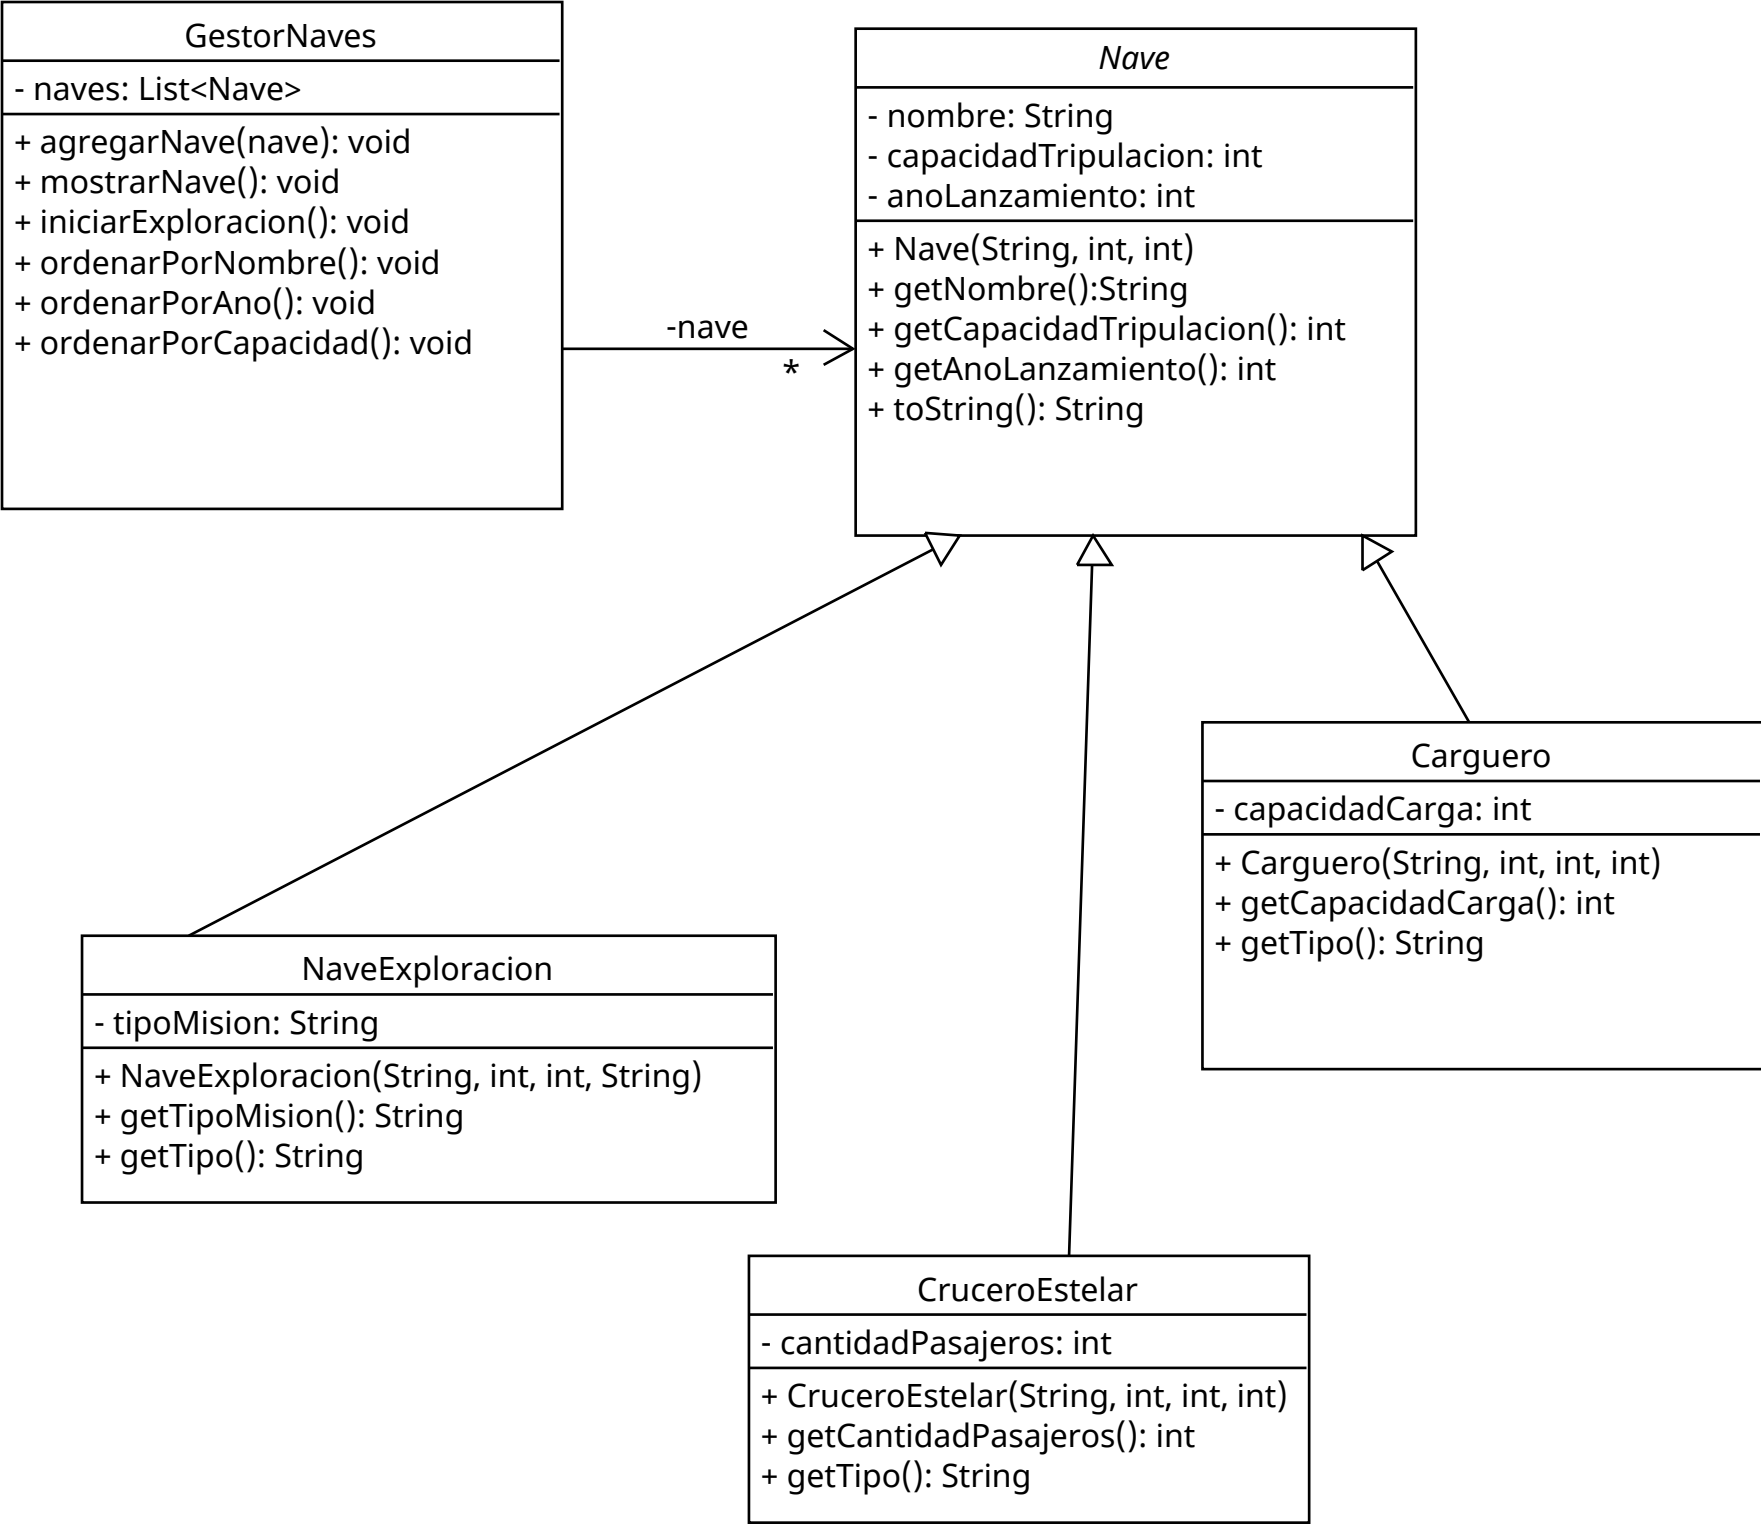 GestorNaves
- naves: List<Nave>
+ agregarNave(nave): void
+ mostrarNave(): void
+ iniciarExploracion(): void
+ ordenarPorNombre(): void
+ ordenarPorAno(): void
+ ordenarPorCapacidad(): void
-nave
*
Nave
- nombre: String
- capacidadTripulacion: int
- anoLanzamiento: int
+ Nave(String, int, int)
+ getNombre():String
+ getCapacidadTripulacion(): int
+ getAnoLanzamiento(): int
+ toString(): String
Carguero
- capacidadCarga: int
+ Carguero(String, int, int, int)
+ getCapacidadCarga(): int
+ getTipo(): String
NaveExploracion
- tipoMision: String
+ NaveExploracion(String, int, int, String)
+ getTipoMision(): String
+ getTipo(): String
CruceroEstelar
- cantidadPasajeros: int
+ CruceroEstelar(String, int, int, int)
+ getCantidadPasajeros(): int
+ getTipo(): String